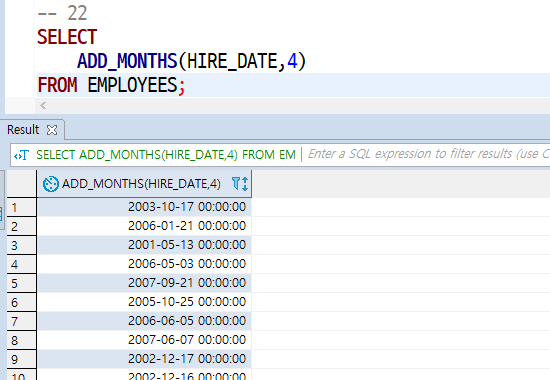 -- 22
SELECT
ADD_MONTHS(HIRE_DATE,4)
FROM EMPLOYEES;
Result
SELECT ADD_MONTHS(HIRE_DATE,4) FROM EM Enter a SQL expression to filter results (use C
ADD_MONTHS(HIRE_DATE,4)
1 2003-10-17 00:00:00
2 2006-01-21 00:00:00
3 2001-05-13 00:00:00
4 2006-05-03 00:00:00
5 2007-09-21 00:00:00
6 2005-10-25 00:00:00
7 2006-06-05 00:00:00
8 2007-06-07 00:00:00
9 2002-12-17 00:00:00
10 2002-12-16 00:00:00